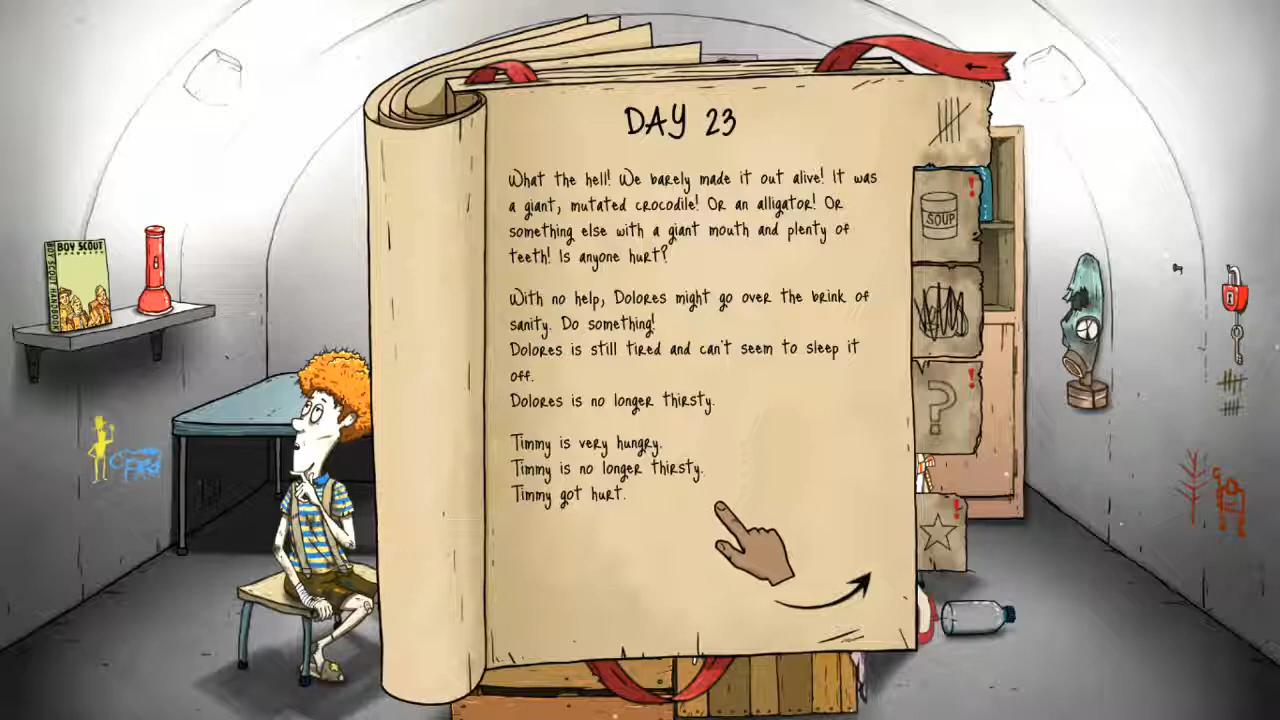 DAY 23
What the hell! We barely made it out alive! It was
a giant, mutated crocodile! Or an alligator! Or
something else with a giant mouth and plenty of
teeth! Is anyone hurt?
With no help, Dolores might go over the brink of
sanity. Do something!
Dolores is still tired and can't seem to sleep it
off.
Dolores is no longer thirsty.
Timmy is very hungry.
Timmy is no longer thirsty.
Timmy got hurt.
!
SOUP
!
?
!
BOY SCOUT
BOY SCOUT HANDBOOK